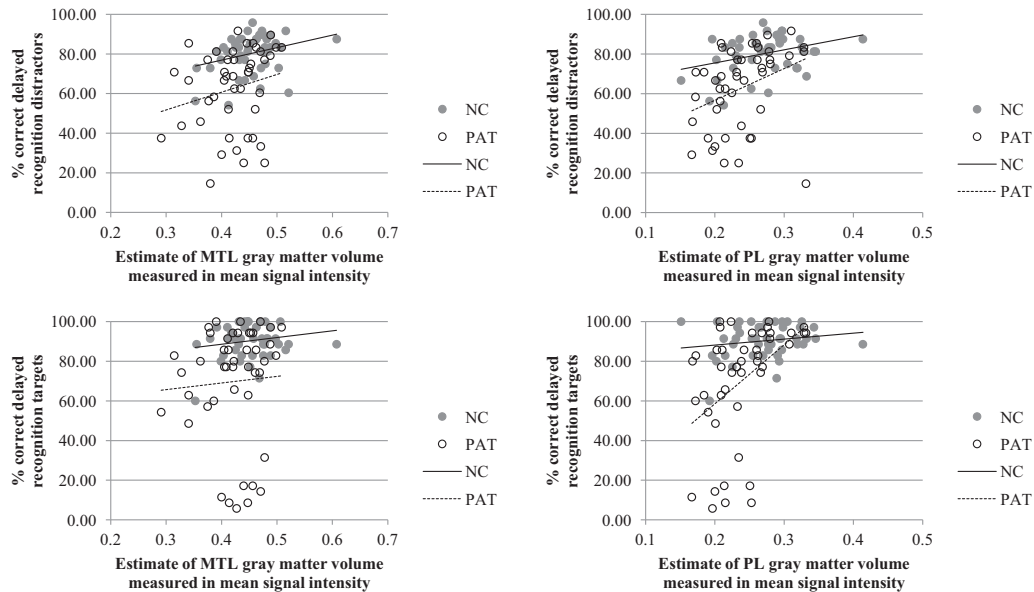 % correct delayed
recognition distractors
100.00
80.00
60.00
40.00
20.00
0.00
0.2 0.3 0.4 0.5 0.6 0.7
Estimate of MTL gray matter volume
measured in mean signal intensity
NC
PAT
NC
PAT
% correct delayed
recognition distractors
100.00
80.00
60.00
40.00
20.00
0.00
0.1 0.2 0.3 0.4 0.5
Estimate of PL gray matter volume
measured in mean signal intensity
NC
PAT
NC
PAT
% correct delayed
recognition targets
100.00
80.00
60.00
40.00
20.00
0.00
0.2 0.3 0.4 0.5 0.6 0.7
Estimate of MTL gray matter volume
measured in mean signal intensity
NC
PAT
NC
PAT
% correct delayed
recognition targets
100.00
80.00
60.00
40.00
20.00
0.00
0.1 0.2 0.3 0.4 0.5
Estimate of PL gray matter volume
measured in mean signal intensity
NC
PAT
NC
PAT